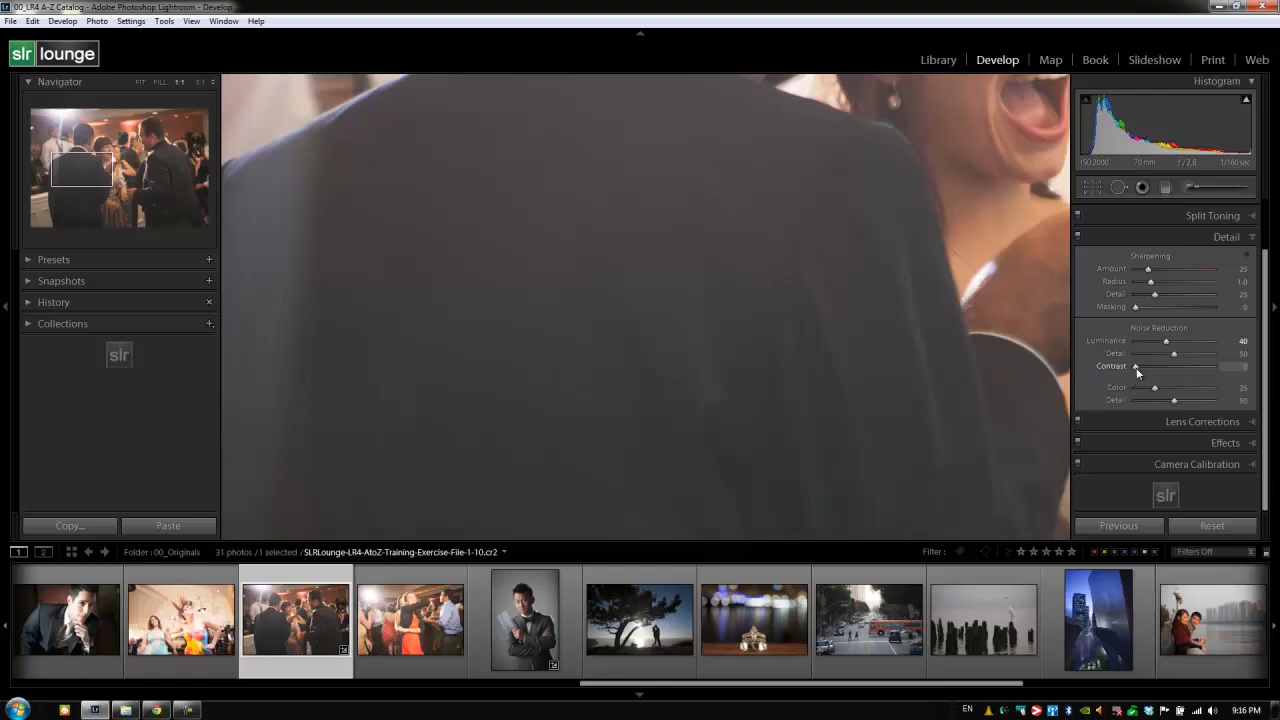 00_LR4 A-Z Catalog - Adobe Photoshop Lightroom - Develop
File Edit Develop Photo Settings Tools View Window Help
slr lounge
Library Develop Map Book Slideshow Print Web
Navigator FIT FILL 1:1 3:1
Histogram
ISO 2000 70 mm ƒ / 2.8 1/160 sec
Split Toning
Detail
Sharpening
Amount 25
Radius 1.0
Detail 25
Masking 0
Noise Reduction
Luminance 40
Detail 50
Contrast 0
Color 25
Detail 50
Lens Corrections
Effects
Camera Calibration
slr
Previous Reset
Presets
Snapshots
History
Collections
slr
Copy... Paste
1 2 Folder : 00_Originals 31 photos /1 selected /SLRLounge-LR4-AtoZ-Training-Exercise-File-1-10.cr2 Filter : Filters Off
EN 9:16 PM